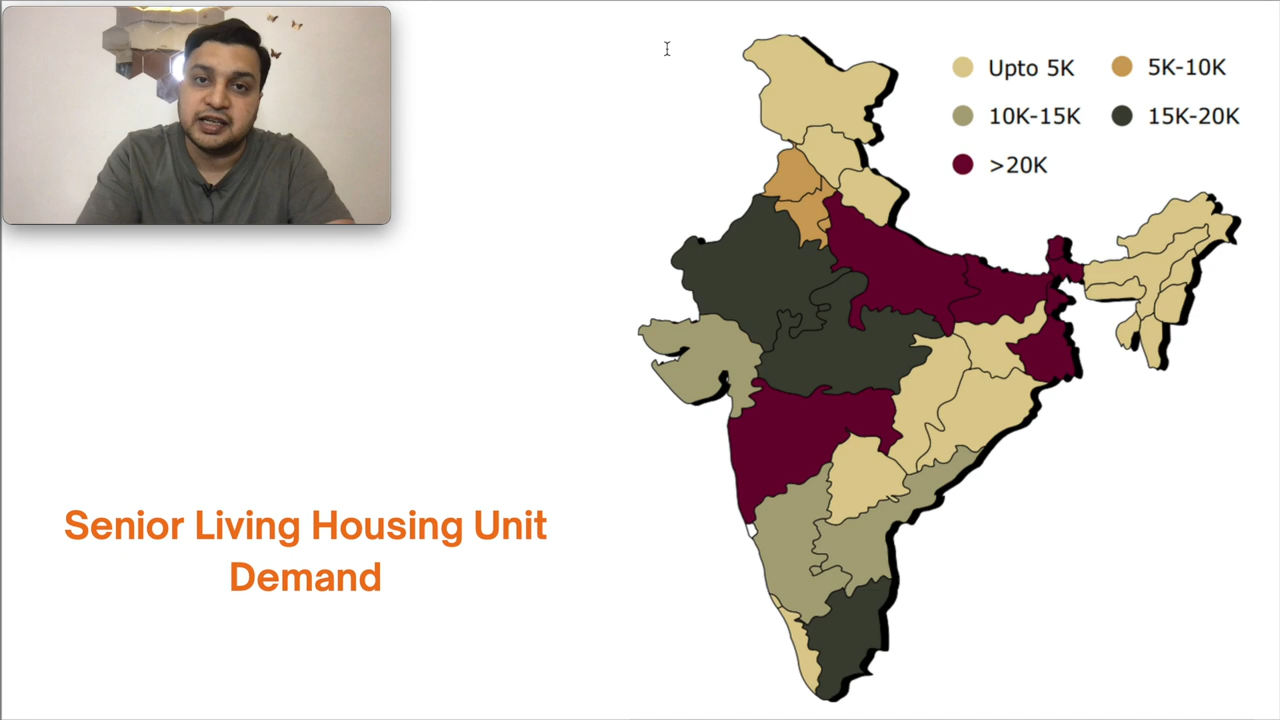 Upto 5K
5K-10K
10K-15K
15K-20K
>20K
Senior Living Housing Unit
Demand